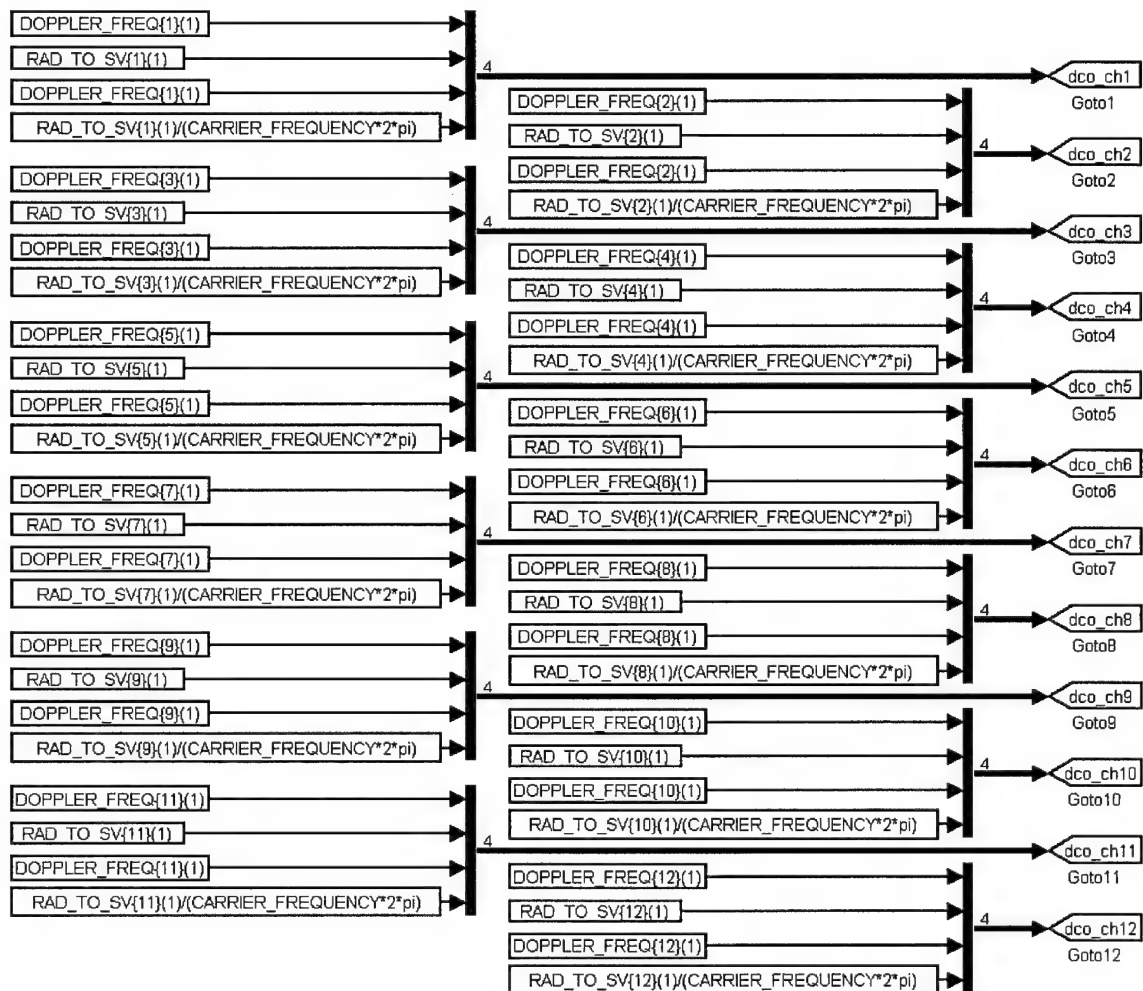 DOPPLER_FREQ{1}(1)
RAD_TO_SV{1}(1)
DOPPLER_FREQ{1}(1)
RAD_TO_SV{1}(1)/(CARRIER_FREQUENCY*2*pi)
4
dco_ch1
Goto1
DOPPLER_FREQ{2}(1)
RAD_TO_SV{2}(1)
DOPPLER_FREQ{2}(1)
RAD_TO_SV{2}(1)/(CARRIER_FREQUENCY*2*pi)
4
dco_ch2
Goto2
DOPPLER_FREQ{3}(1)
RAD_TO_SV{3}(1)
DOPPLER_FREQ{3}(1)
RAD_TO_SV{3}(1)/(CARRIER_FREQUENCY*2*pi)
4
dco_ch3
Goto3
DOPPLER_FREQ{4}(1)
RAD_TO_SV{4}(1)
DOPPLER_FREQ{4}(1)
RAD_TO_SV{4}(1)/(CARRIER_FREQUENCY*2*pi)
4
dco_ch4
Goto4
DOPPLER_FREQ{5}(1)
RAD_TO_SV{5}(1)
DOPPLER_FREQ{5}(1)
RAD_TO_SV{5}(1)/(CARRIER_FREQUENCY*2*pi)
4
dco_ch5
Goto5
DOPPLER_FREQ{6}(1)
RAD_TO_SV{6}(1)
DOPPLER_FREQ{6}(1)
RAD_TO_SV{6}(1)/(CARRIER_FREQUENCY*2*pi)
4
dco_ch6
Goto6
DOPPLER_FREQ{7}(1)
RAD_TO_SV{7}(1)
DOPPLER_FREQ{7}(1)
RAD_TO_SV{7}(1)/(CARRIER_FREQUENCY*2*pi)
4
dco_ch7
Goto7
DOPPLER_FREQ{8}(1)
RAD_TO_SV{8}(1)
DOPPLER_FREQ{8}(1)
RAD_TO_SV{8}(1)/(CARRIER_FREQUENCY*2*pi)
4
dco_ch8
Goto8
DOPPLER_FREQ{9}(1)
RAD_TO_SV{9}(1)
DOPPLER_FREQ{9}(1)
RAD_TO_SV{9}(1)/(CARRIER_FREQUENCY*2*pi)
4
dco_ch9
Goto9
DOPPLER_FREQ{10}(1)
RAD_TO_SV{10}(1)
DOPPLER_FREQ{10}(1)
RAD_TO_SV{10}(1)/(CARRIER_FREQUENCY*2*pi)
4
dco_ch10
Goto10
DOPPLER_FREQ{11}(1)
RAD_TO_SV{11}(1)
DOPPLER_FREQ{11}(1)
RAD_TO_SV{11}(1)/(CARRIER_FREQUENCY*2*pi)
4
dco_ch11
Goto11
DOPPLER_FREQ{12}(1)
RAD_TO_SV{12}(1)
DOPPLER_FREQ{12}(1)
RAD_TO_SV{12}(1)/(CARRIER_FREQUENCY*2*pi)
4
dco_ch12
Goto12